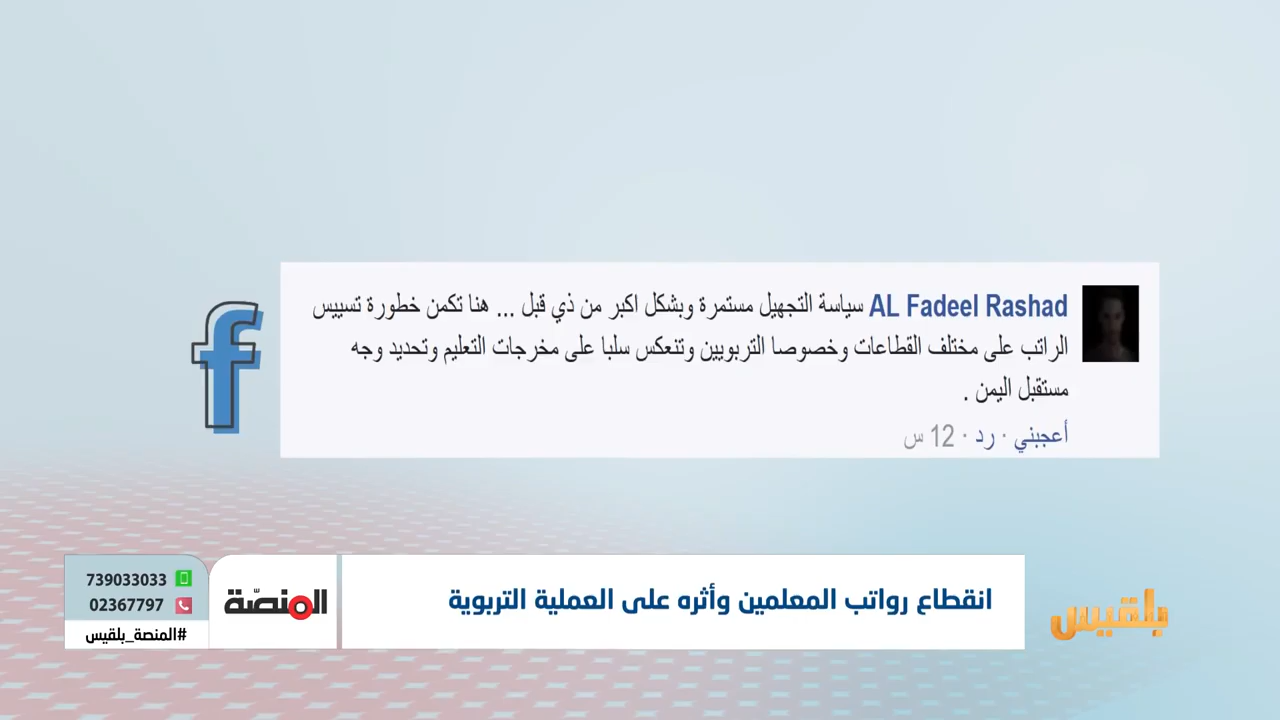 AL Fadeel Rashad سياسة التجهيل مستمرة وبشكل اكبر من ذي قبل ... هنا تكمن خطورة تسييس
الراتب على مختلف القطاعات وخصوصا التربويين وتنعكس سلبا على مخرجات التعليم وتحديد وجه
مستقبل اليمن .
أعجبني · رد · 12 س
انقطاع رواتب المعلمين وأثره على العملية التربوية
المنصّة
739033033
02367797
#المنصة_بلقيس
بلقيس